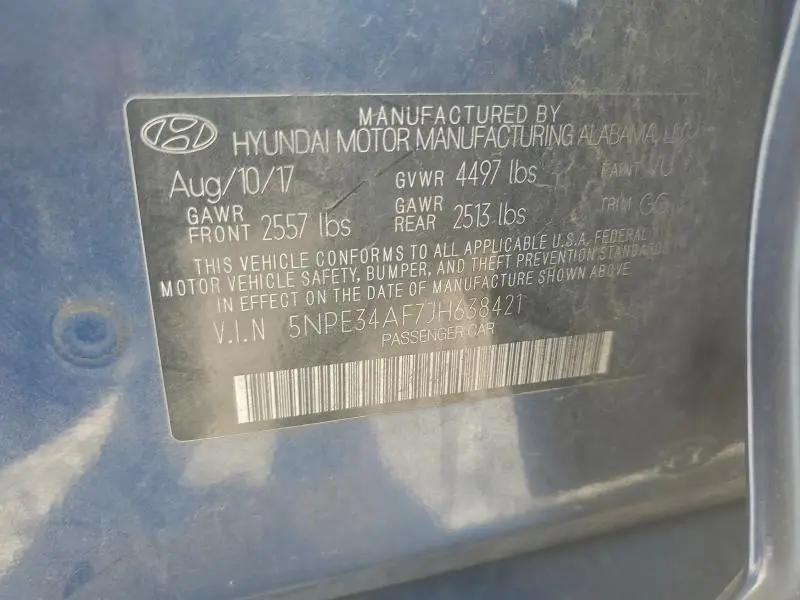 MANUFACTURED BY
HYUNDAI MOTOR MANUFACTURING ALABAMA, LLC
Aug/10/17 GVWR 4497 lbs PAINT
GAWR FRONT 2557 lbs GAWR REAR 2513 lbs TRIM
THIS VEHICLE CONFORMS TO ALL APPLICABLE U.S.A. FEDERAL
MOTOR VEHICLE SAFETY, BUMPER, AND THEFT PREVENTION STANDARDS
IN EFFECT ON THE DATE OF MANUFACTURE SHOWN ABOVE
V.I.N 5NPE34AF7JH638421
PASSENGER CAR